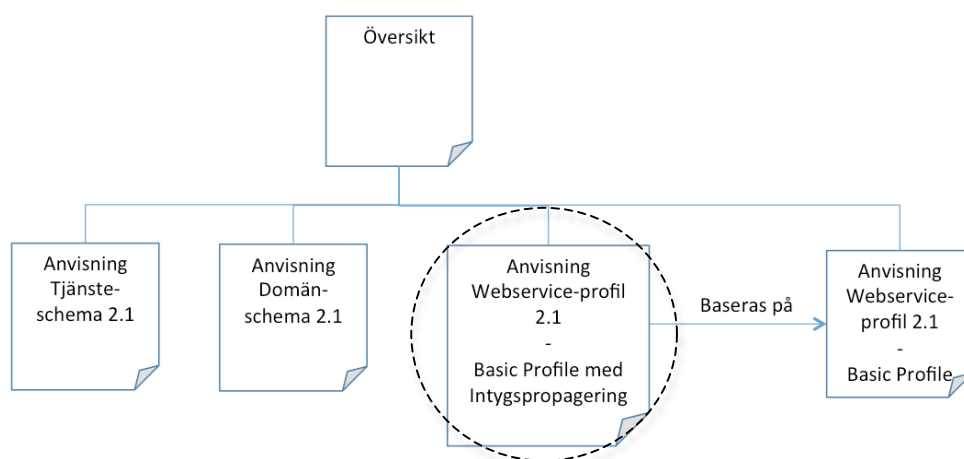 Översikt
Anvisning
Tjänste-
schema 2.1
Anvisning
Domän-
schema 2.1
Anvisning
Webservice-profil
2.1
-
Basic Profile med
Intygspropagering
Baseras på
Anvisning
Webservice-
profil 2.1
-
Basic Profile